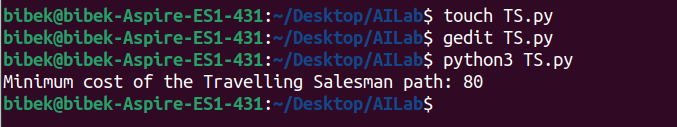 bibek@bibek-Aspire-ES1-431:~/Desktop/AILab$ touch TS.py
bibek@bibek-Aspire-ES1-431:~/Desktop/AILab$ gedit TS.py
bibek@bibek-Aspire-ES1-431:~/Desktop/AILab$ python3 TS.py
Minimum cost of the Travelling Salesman path: 80
bibek@bibek-Aspire-ES1-431:~/Desktop/AILab$